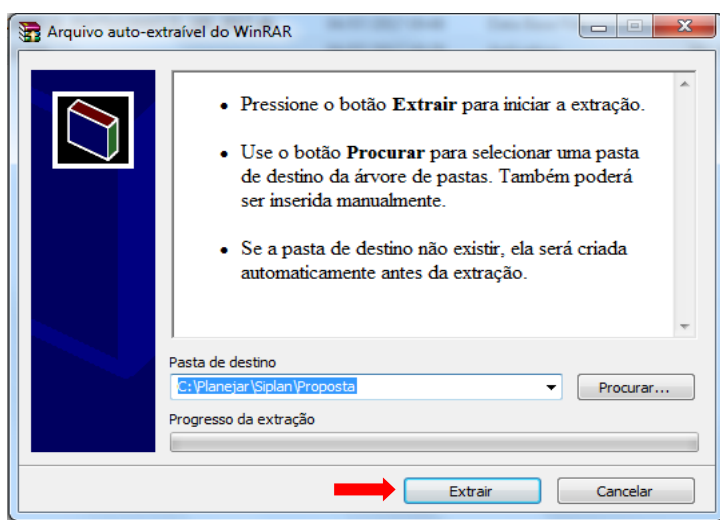 Arquivo auto-extraível do WinRAR
• Pressione o botão Extrair para iniciar a extração.
• Use o botão Procurar para selecionar uma pasta
de destino da árvore de pastas. Também poderá
ser inserida manualmente.
• Se a pasta de destino não existir, ela será criada
automaticamente antes da extração.
Pasta de destino
C:\Planejar\Siplan\Proposta
Procurar...
Progresso da extração
Extrair
Cancelar